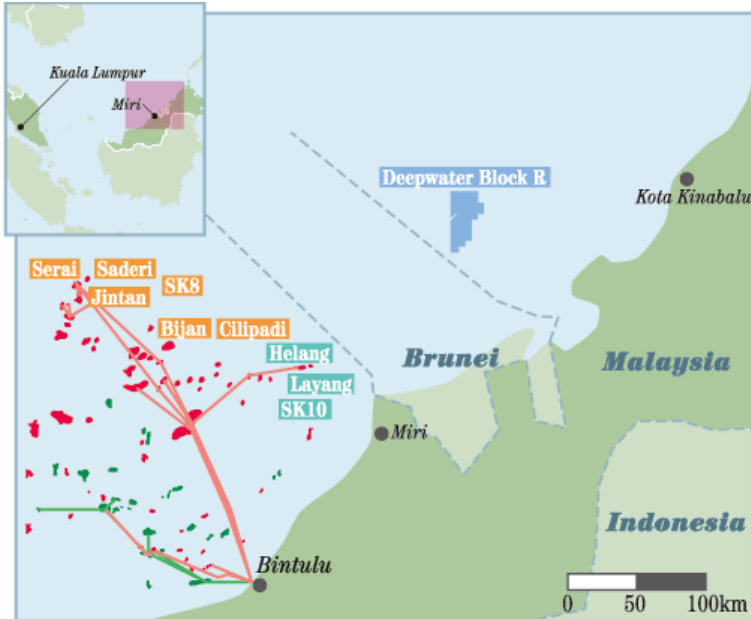 Kuala Lumpur
Miri
Deepwater Block R
Kota Kinabalu
Serai
Saderi
SK8
Jintan
Bijan
Cilipadi
Helang
Layang
SK10
Brunei
Malaysia
Miri
Indonesia
Bintulu
0 50 100km